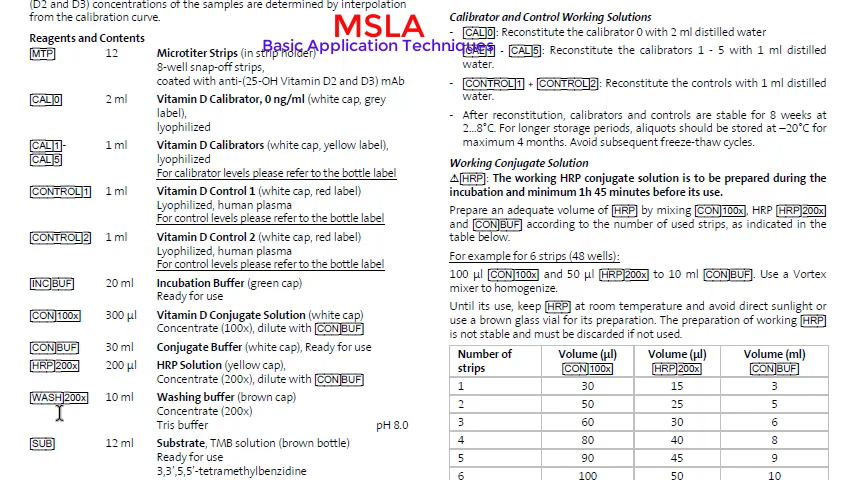 (D2 and D3) concentrations of the samples are determined by interpolation
from the calibration curve.
MSLA
Basic Application Techniques
Reagents and Contents
MTP 12 Microtiter Strips (in strip holder)
8-well snap-off strips,
coated with anti-(25-OH Vitamin D2 and D3) mAb
CAL 0 2 ml Vitamin D Calibrator, 0 ng/ml (white cap, grey
label),
lyophilized
CAL 1 - 1 ml Vitamin D Calibrators (white cap, yellow label),
CAL 5 lyophilized
For calibrator levels please refer to the bottle label
CONTROL 1 1 ml Vitamin D Control 1 (white cap, red label)
Lyophilized, human plasma
For control levels please refer to the bottle label
CONTROL 2 1 ml Vitamin D Control 2 (white cap, red label)
Lyophilized, human plasma
For control levels please refer to the bottle label
INC BUF 20 ml Incubation Buffer (green cap)
Ready for use
CON 100x 300 µl Vitamin D Conjugate Solution (white cap)
Concentrate (100x), dilute with CON BUF
CON BUF 30 ml Conjugate Buffer (white cap), Ready for use
HRP 200x 200 µl HRP Solution (yellow cap),
Concentrate (200x), dilute with CON BUF
WASH 200x 10 ml Washing buffer (brown cap)
Concentrate (200x)
Tris buffer pH 8.0
SUB 12 ml Substrate, TMB solution (brown bottle)
Ready for use
3,3',5,5'-tetramethylbenzidine
Calibrator and Control Working Solutions
- CAL 0: Reconstitute the calibrator 0 with 2 ml distilled water
- CAL 1 - CAL 5: Reconstitute the calibrators 1 - 5 with 1 ml distilled
water.
- CONTROL 1 + CONTROL 2: Reconstitute the controls with 1 ml distilled
water.
- After reconstitution, calibrators and controls are stable for 8 weeks at
2...8°C. For longer storage periods, aliquots should be stored at –20°C for
maximum 4 months. Avoid subsequent freeze-thaw cycles.
Working Conjugate Solution
⚠HRP: The working HRP conjugate solution is to be prepared during the
incubation and minimum 1h 45 minutes before its use.
Prepare an adequate volume of HRP by mixing CON 100x, HRP HRP 200x
and CON BUF according to the number of used strips, as indicated in the
table below.
For example for 6 strips (48 wells):
100 µl CON 100x and 50 µl HRP 200x to 10 ml CON BUF. Use a Vortex
mixer to homogenize.
Until its use, keep HRP at room temperature and avoid direct sunlight or
use a brown glass vial for its preparation. The preparation of working HRP
is not stable and must be discarded if not used.
Number of strips Volume (µl) CON 100x Volume (µl) HRP 200x Volume (ml) CON BUF
1 30 15 3
2 50 25 5
3 60 30 6
4 80 40 8
5 90 45 9
6 100 50 10